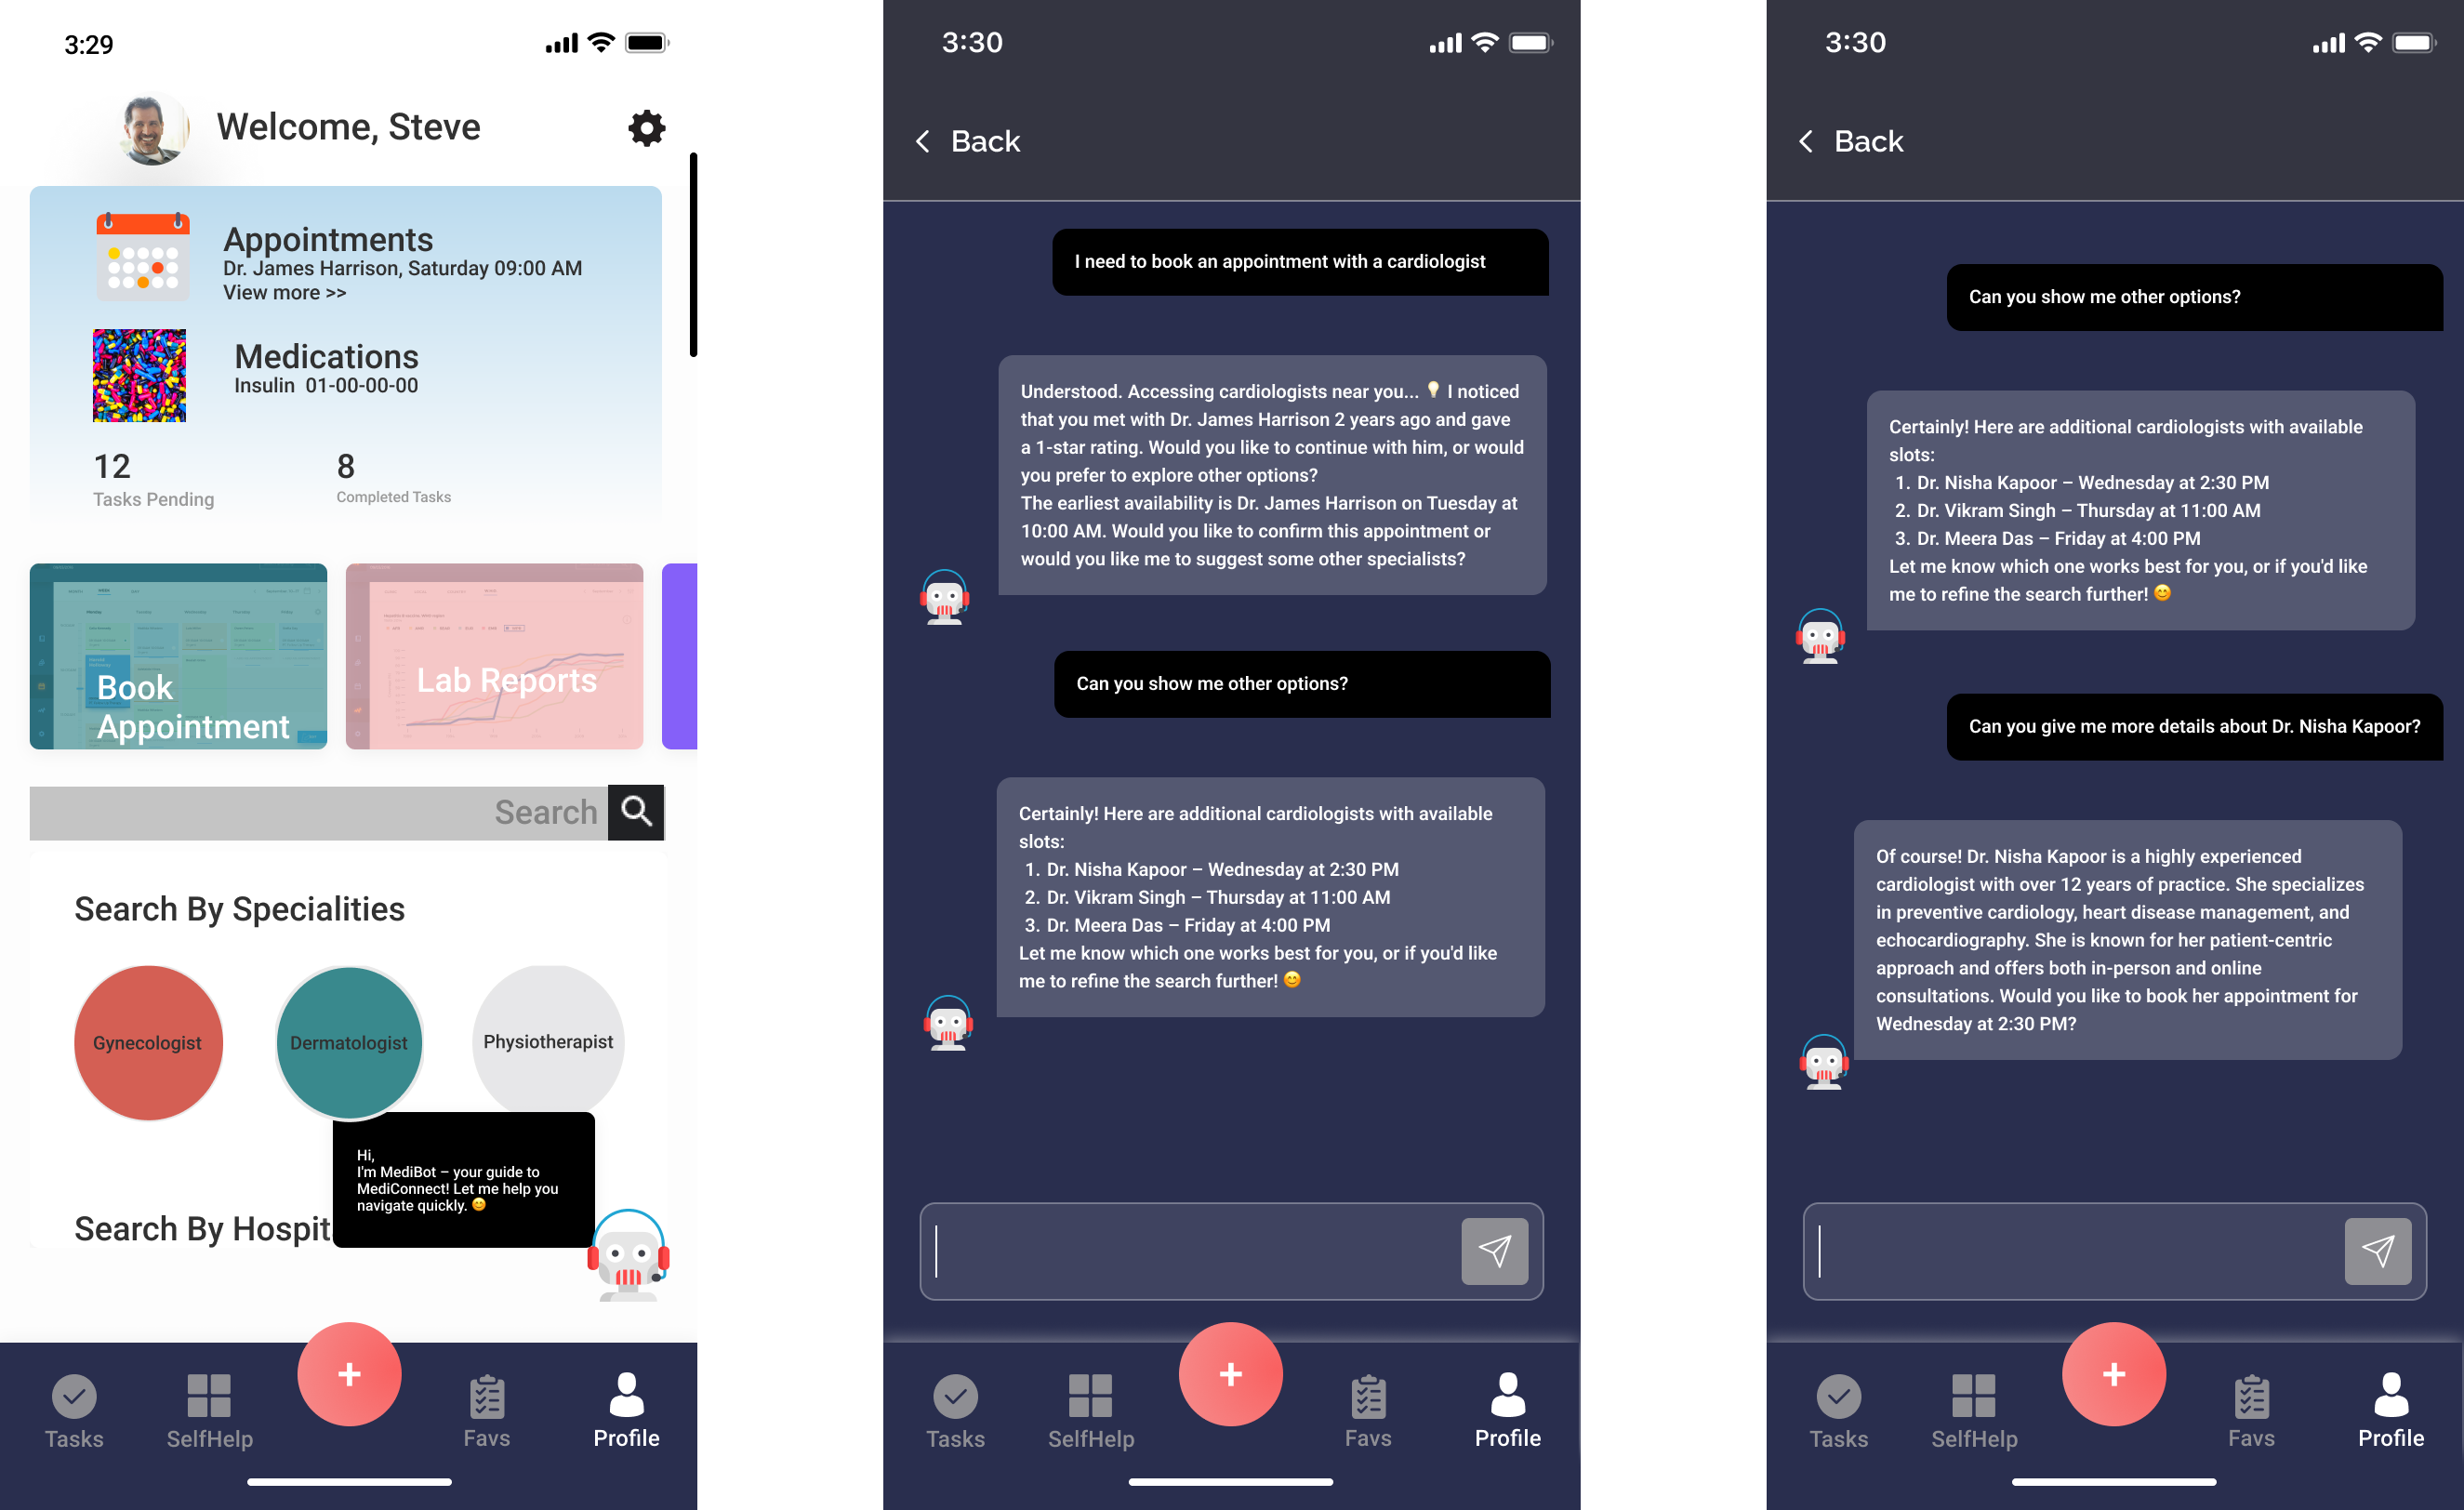 3:29
Welcome, Steve
Appointments
Dr. James Harrison, Saturday 09:00 AM
View more >>
Medications
Insulin 01-00-00-00
12
Tasks Pending
8
Completed Tasks
Book
Appointment
Lab Reports
Search
Search By Specialities
Gynecologist
Dermatologist
Physiotherapist
Hi,
I'm MediBot – your guide to
MediConnect! Let me help you
navigate quickly. 😊
Search By Hospit
+
Tasks
SelfHelp
Favs
Profile
3:30
Back
I need to book an appointment with a cardiologist
Understood. Accessing cardiologists near you... 💡 I noticed
that you met with Dr. James Harrison 2 years ago and gave
a 1-star rating. Would you like to continue with him, or would
you prefer to explore other options?
The earliest availability is Dr. James Harrison on Tuesday at
10:00 AM. Would you like to confirm this appointment or
would you like me to suggest some other specialists?
Can you show me other options?
Certainly! Here are additional cardiologists with available
slots:
1. Dr. Nisha Kapoor – Wednesday at 2:30 PM
2. Dr. Vikram Singh – Thursday at 11:00 AM
3. Dr. Meera Das – Friday at 4:00 PM
Let me know which one works best for you, or if you'd like
me to refine the search further! 😊
+
Tasks
SelfHelp
Favs
Profile
3:30
Back
Can you show me other options?
Certainly! Here are additional cardiologists with available
slots:
1. Dr. Nisha Kapoor – Wednesday at 2:30 PM
2. Dr. Vikram Singh – Thursday at 11:00 AM
3. Dr. Meera Das – Friday at 4:00 PM
Let me know which one works best for you, or if you'd like
me to refine the search further! 😊
Can you give me more details about Dr. Nisha Kapoor?
Of course! Dr. Nisha Kapoor is a highly experienced
cardiologist with over 12 years of practice. She specializes
in preventive cardiology, heart disease management, and
echocardiography. She is known for her patient-centric
approach and offers both in-person and online
consultations. Would you like to book her appointment for
Wednesday at 2:30 PM?
+
Tasks
SelfHelp
Favs
Profile